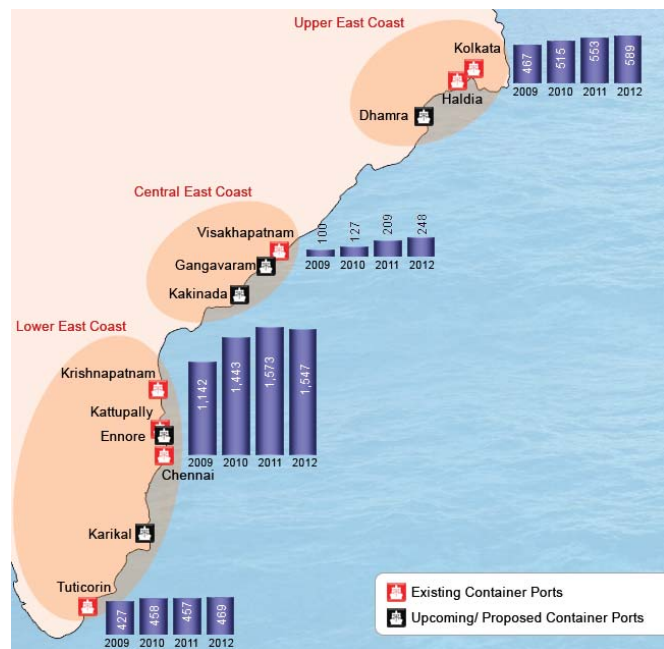 Upper East Coast
Kolkata
Haldia
Dhamra
467
515
553
589
2009 2010 2011 2012
Central East Coast
Visakhapatnam
Gangavaram
Kakinada
100
127
209
248
2009 2010 2011 2012
Lower East Coast
Krishnapatnam
Kattupally
Ennore
Chennai
1,142
1,443
1,573
1,547
2009 2010 2011 2012
Karikal
Tuticorin
427
458
457
469
2009 2010 2011 2012
Existing Container Ports
Upcoming/ Proposed Container Ports